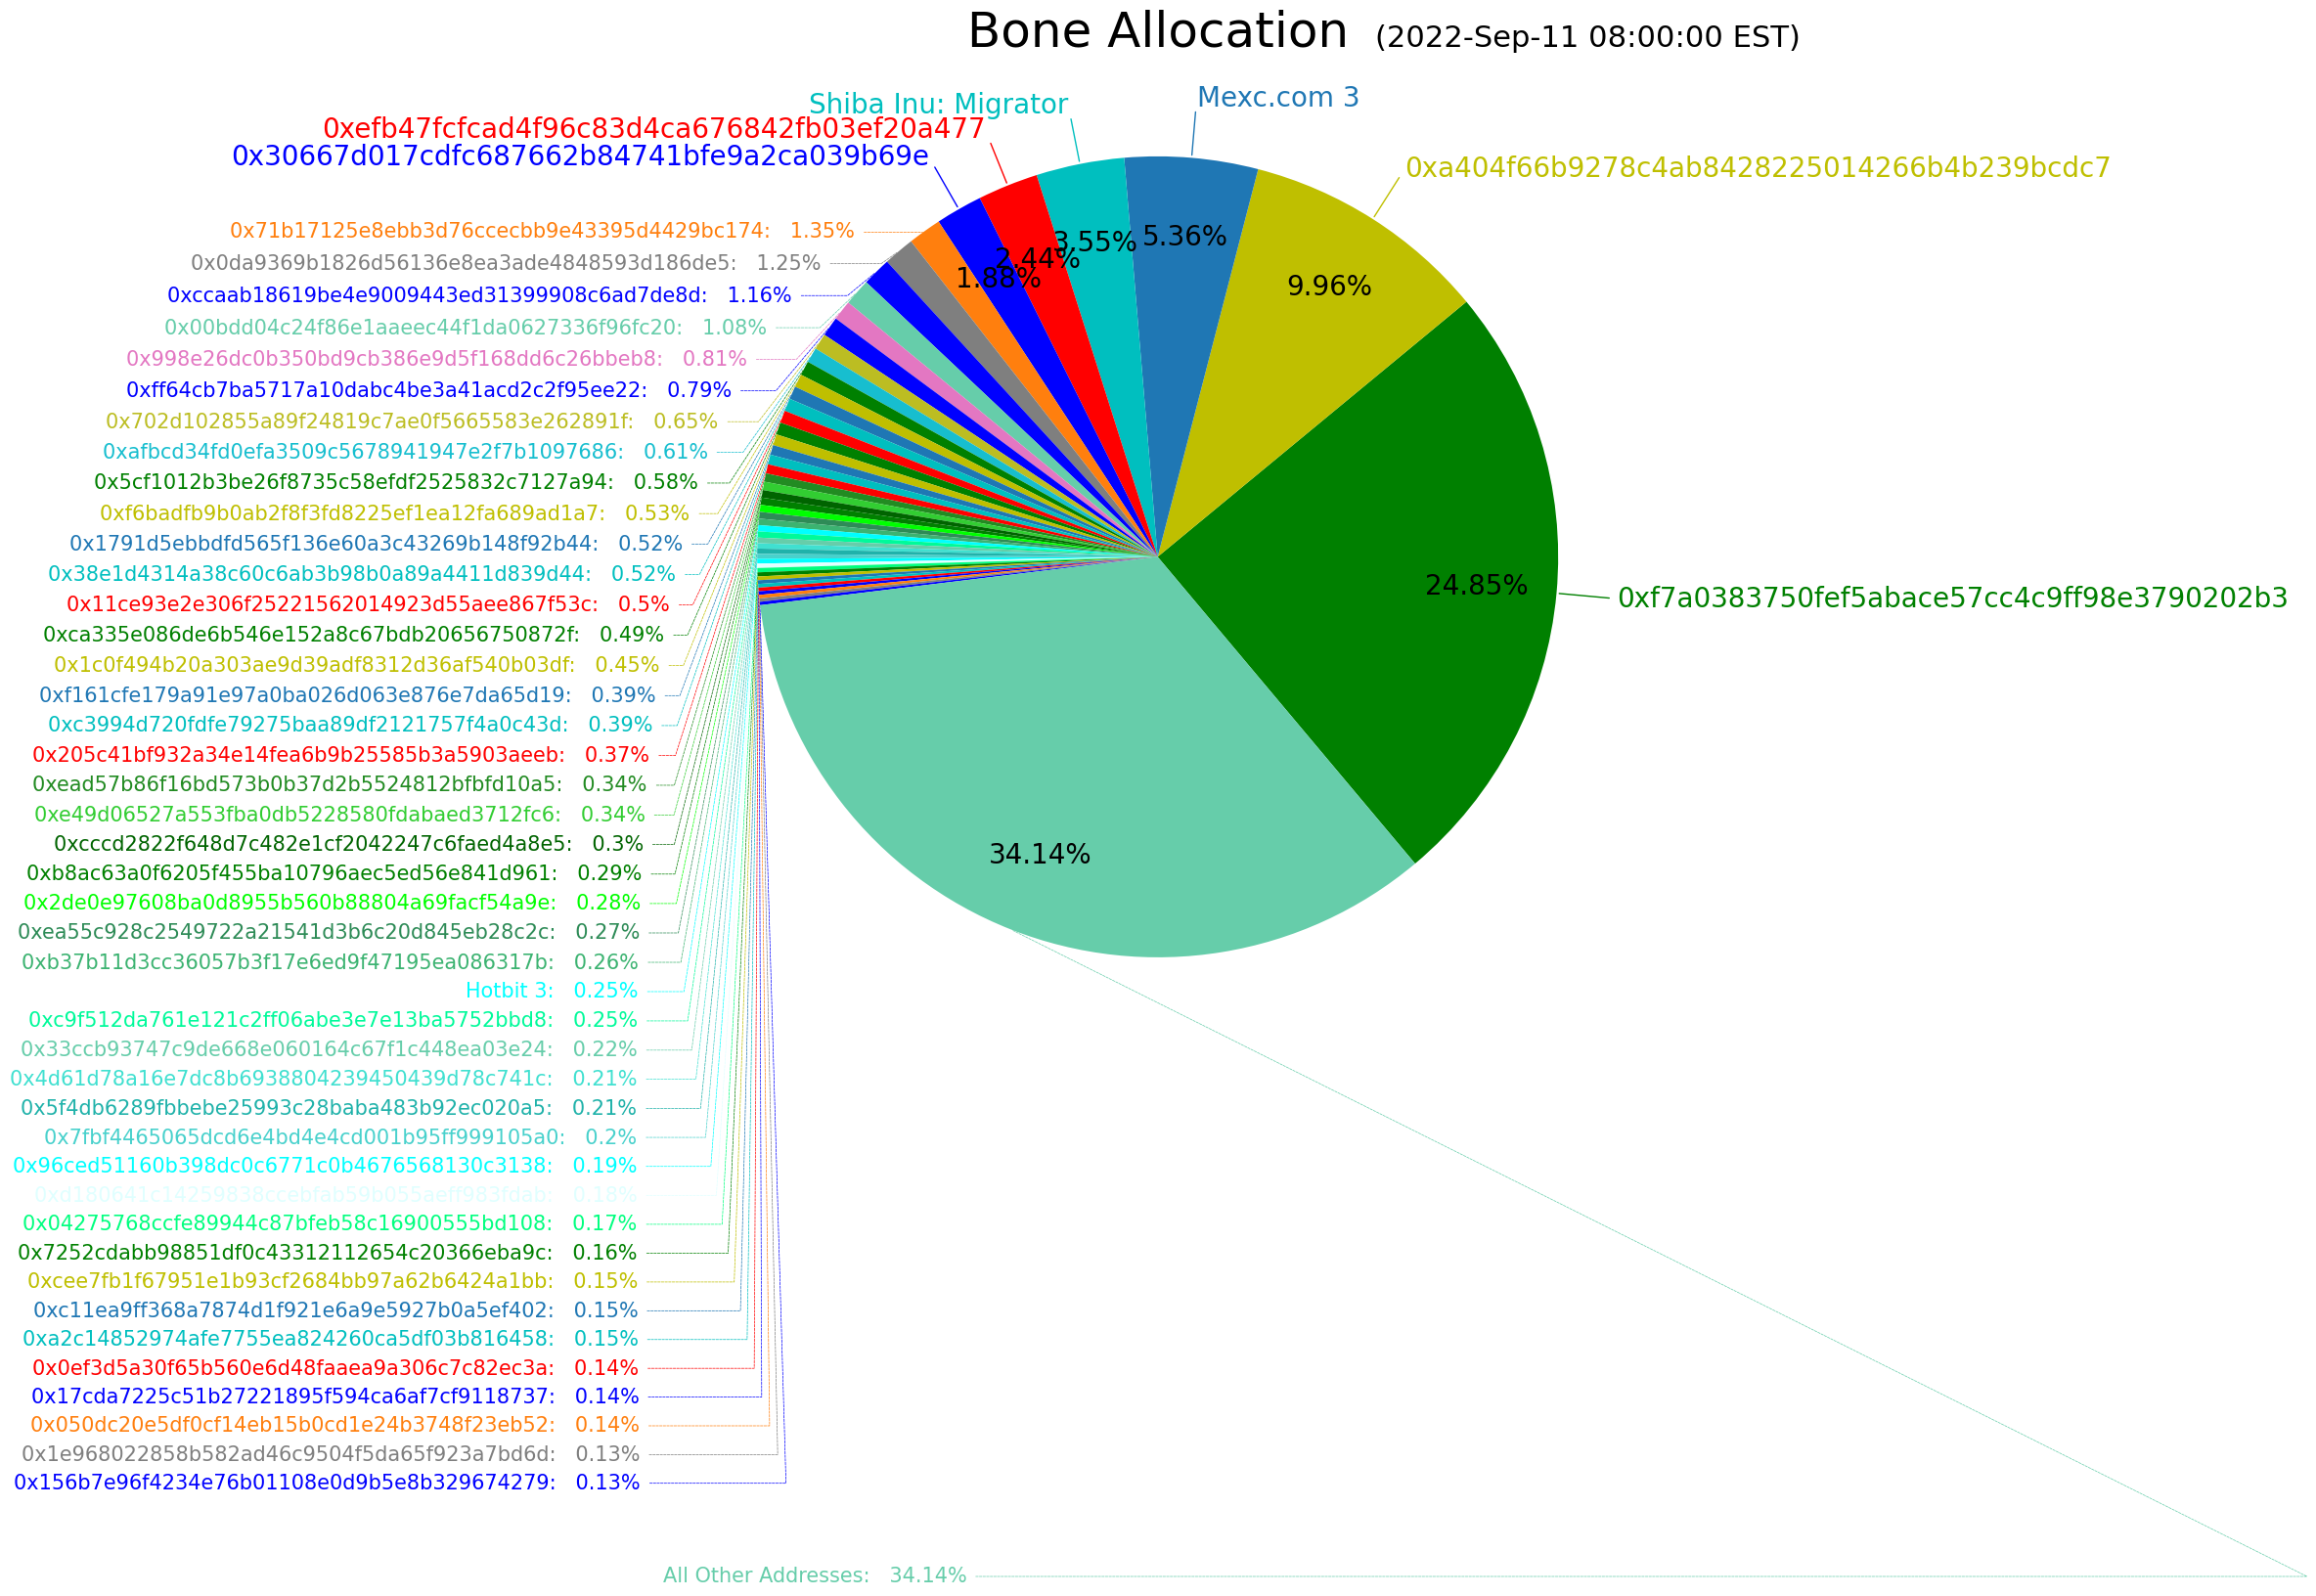 Bone Allocation (2022-Sep-11 08:00:00 EST)
Mexc.com 3
Shiba Inu: Migrator
0xefb47fcfcad4f96c83d4ca676842fb03ef20a477
0x30667d017cdfc687662b84741bfe9a2ca039b69e
0xa404f66b9278c4ab8428225014266b4b239bcdc7
0xf7a0383750fef5abace57cc4c9ff98e3790202b3
5.36%
3.55%
2.44%
1.88%
9.96%
24.85%
34.14%
0x71b17125e8ebb3d76ccecbb9e43395d4429bc174: 1.35%
0x0da9369b1826d56136e8ea3ade4848593d186de5: 1.25%
0xccaab18619be4e9009443ed31399908c6ad7de8d: 1.16%
0x00bdd04c24f86e1aaeec44f1da0627336f96fc20: 1.08%
0x998e26dc0b350bd9cb386e9d5f168dd6c26bbeb8: 0.81%
0xff64cb7ba5717a10dabc4be3a41acd2c2f95ee22: 0.79%
0x702d102855a89f24819c7ae0f5665583e262891f: 0.65%
0xafbcd34fd0efa3509c5678941947e2f7b1097686: 0.61%
0x5cf1012b3be26f8735c58efdf2525832c7127a94: 0.58%
0xf6badfb9b0ab2f8f3fd8225ef1ea12fa689ad1a7: 0.53%
0x1791d5ebbdfd565f136e60a3c43269b148f92b44: 0.52%
0x38e1d4314a38c60c6ab3b98b0a89a4411d839d44: 0.52%
0x11ce93e2e306f25221562014923d55aee867f53c: 0.5%
0xca335e086de6b546e152a8c67bdb20656750872f: 0.49%
0x1c0f494b20a303ae9d39adf8312d36af540b03df: 0.45%
0xf161cfe179a91e97a0ba026d063e876e7da65d19: 0.39%
0xc3994d720fdfe79275baa89df2121757f4a0c43d: 0.39%
0x205c41bf932a34e14fea6b9b25585b3a5903aeeb: 0.37%
0xead57b86f16bd573b0b37d2b5524812bfbfd10a5: 0.34%
0xe49d06527a553fba0db5228580fdabaed3712fc6: 0.34%
0xcccd2822f648d7c482e1cf2042247c6faed4a8e5: 0.3%
0xb8ac63a0f6205f455ba10796aec5ed56e841d961: 0.29%
0x2de0e97608ba0d8955b560b88804a69facf54a9e: 0.28%
0xea55c928c2549722a21541d3b6c20d845eb28c2c: 0.27%
0xb37b11d3cc36057b3f17e6ed9f47195ea086317b: 0.26%
Hotbit 3: 0.25%
0xc9f512da761e121c2ff06abe3e7e13ba5752bbd8: 0.25%
0x33ccb93747c9de668e060164c67f1c448ea03e24: 0.22%
0x4d61d78a16e7dc8b6938804239450439d78c741c: 0.21%
0x5f4db6289fbbebe25993c28baba483b92ec020a5: 0.21%
0x7fbf4465065dcd6e4bd4e4cd001b95ff999105a0: 0.2%
0x96ced51160b398dc0c6771c0b4676568130c3138: 0.19%
0xd180641c14259838ccebfab59b055aeff983fdab: 0.18%
0x04275768ccfe89944c87bfeb58c16900555bd108: 0.17%
0x7252cdabb98851df0c43312112654c20366eba9c: 0.16%
0xcee7fb1f67951e1b93cf2684bb97a62b6424a1bb: 0.15%
0xc11ea9ff368a7874d1f921e6a9e5927b0a5ef402: 0.15%
0xa2c14852974afe7755ea824260ca5df03b816458: 0.15%
0x0ef3d5a30f65b560e6d48faaea9a306c7c82ec3a: 0.14%
0x17cda7225c51b27221895f594ca6af7cf9118737: 0.14%
0x050dc20e5df0cf14eb15b0cd1e24b3748f23eb52: 0.14%
0x1e968022858b582ad46c9504f5da65f923a7bd6d: 0.13%
0x156b7e96f4234e76b01108e0d9b5e8b329674279: 0.13%
All Other Addresses: 34.14%